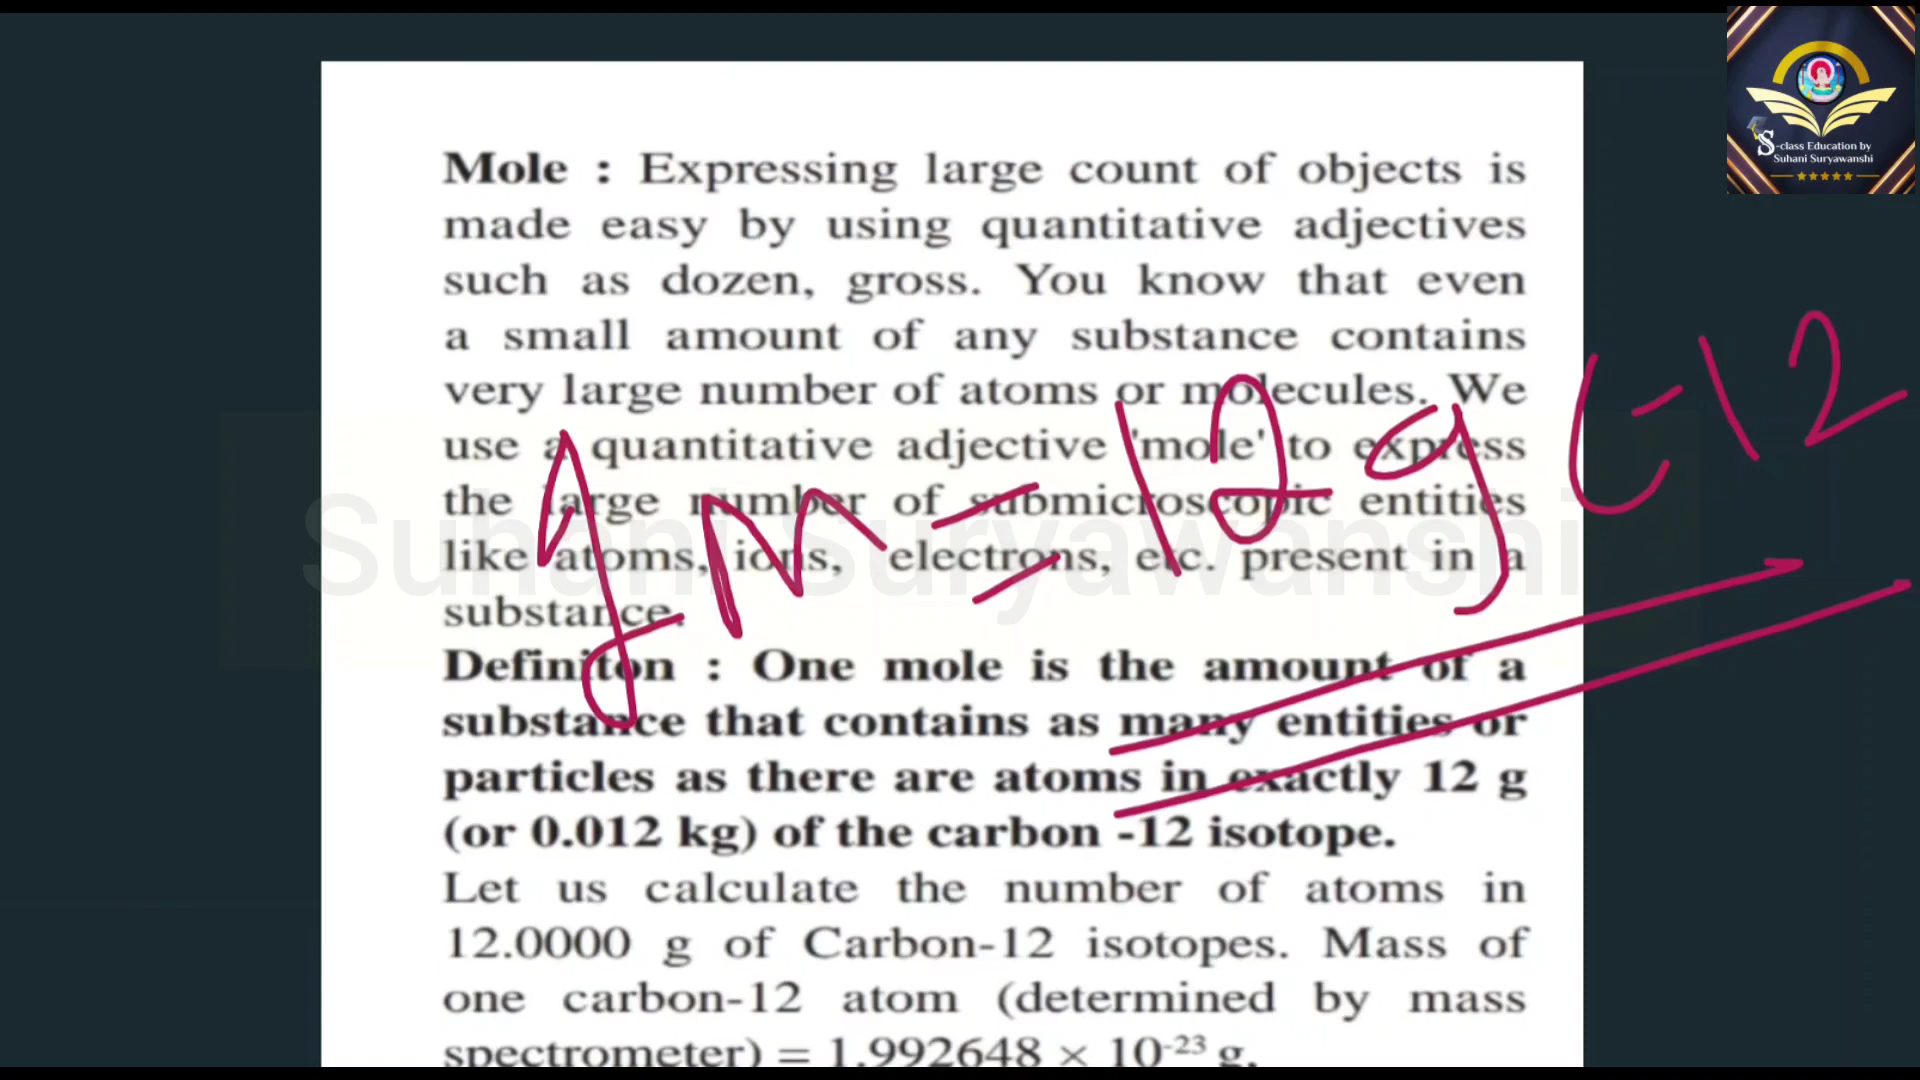 S-class Education by
Suhani Suryawanshi
Mole : Expressing large count of objects is
made easy by using quantitative adjectives
such as dozen, gross. You know that even
a small amount of any substance contains
very large number of atoms or molecules. We
use a quantitative adjective 'mole' to express
the large number of submicroscopic entities
like atoms, ions, electrons, etc. present in a
substance.
Definiton : One mole is the amount of a
substance that contains as many entities or
particles as there are atoms in exactly 12 g
(or 0.012 kg) of the carbon -12 isotope.
Let us calculate the number of atoms in
12.0000 g of Carbon-12 isotopes. Mass of
one carbon-12 atom (determined by mass
spectrometer) = 1.992648 × 10⁻²³ g.
= 12 g C-12
Suhani Suryawanshi